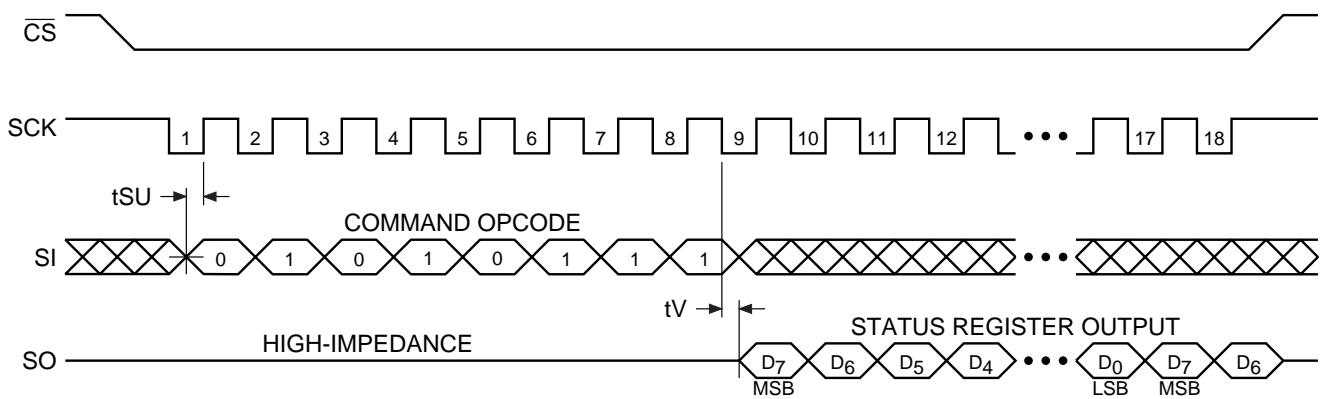 CS
SCK 1 2 3 4 5 6 7 8 9 10 11 12 17 18
tSU
COMMAND OPCODE
SI 0 1 0 1 0 1 1 1
tV
HIGH-IMPEDANCE
STATUS REGISTER OUTPUT
SO D7 D6 D5 D4 D0 D7 D6
MSB LSB MSB